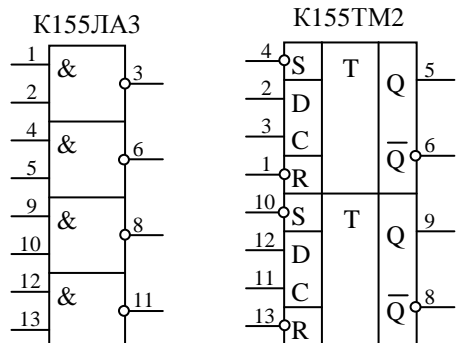 К155ЛА3
1 & 3
2
4 & 6
5
9 & 8
10
12 & 11
13
К155ТМ2
4 S T Q 5
2 D
3 C Q̅ 6
1 R
10 S T Q 9
12 D
11 C Q̅ 8
13 R